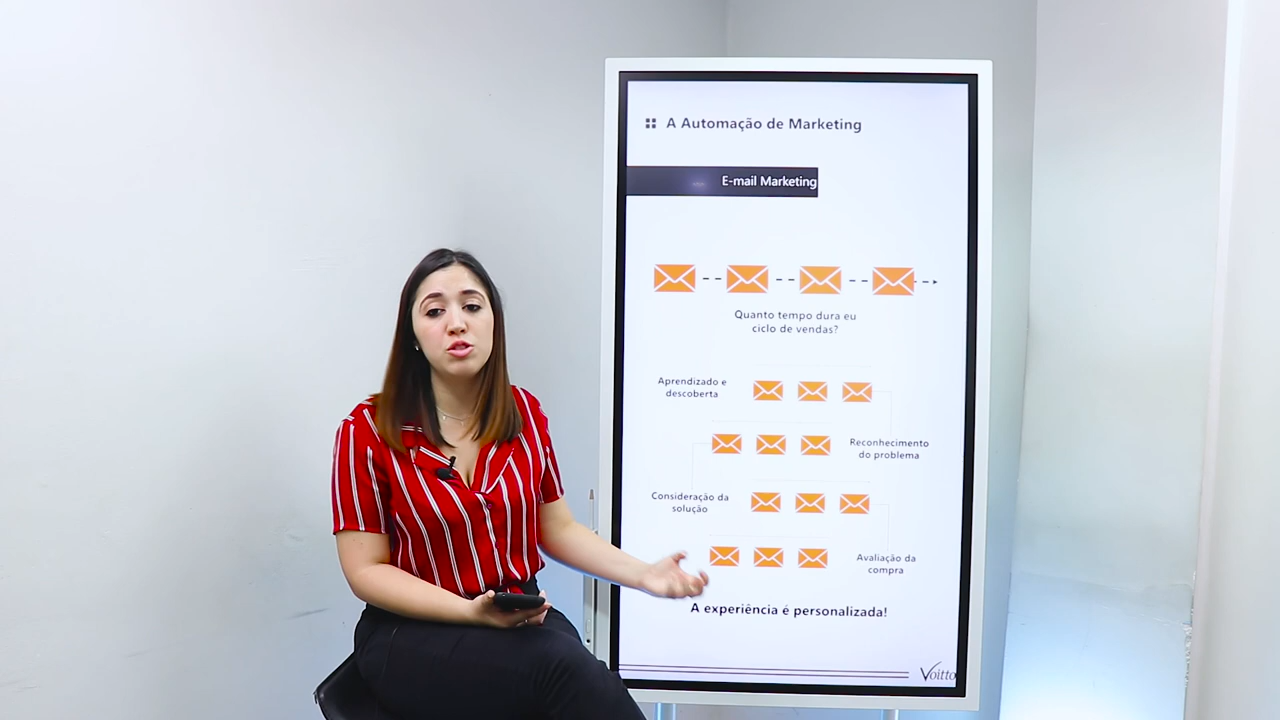 A Automação de Marketing
E-mail Marketing
Quanto tempo dura eu
ciclo de vendas?
Aprendizado e
descoberta
Reconhecimento
do problema
Consideração da
solução
Avaliação da
compra
A experiência é personalizada!
Voitto